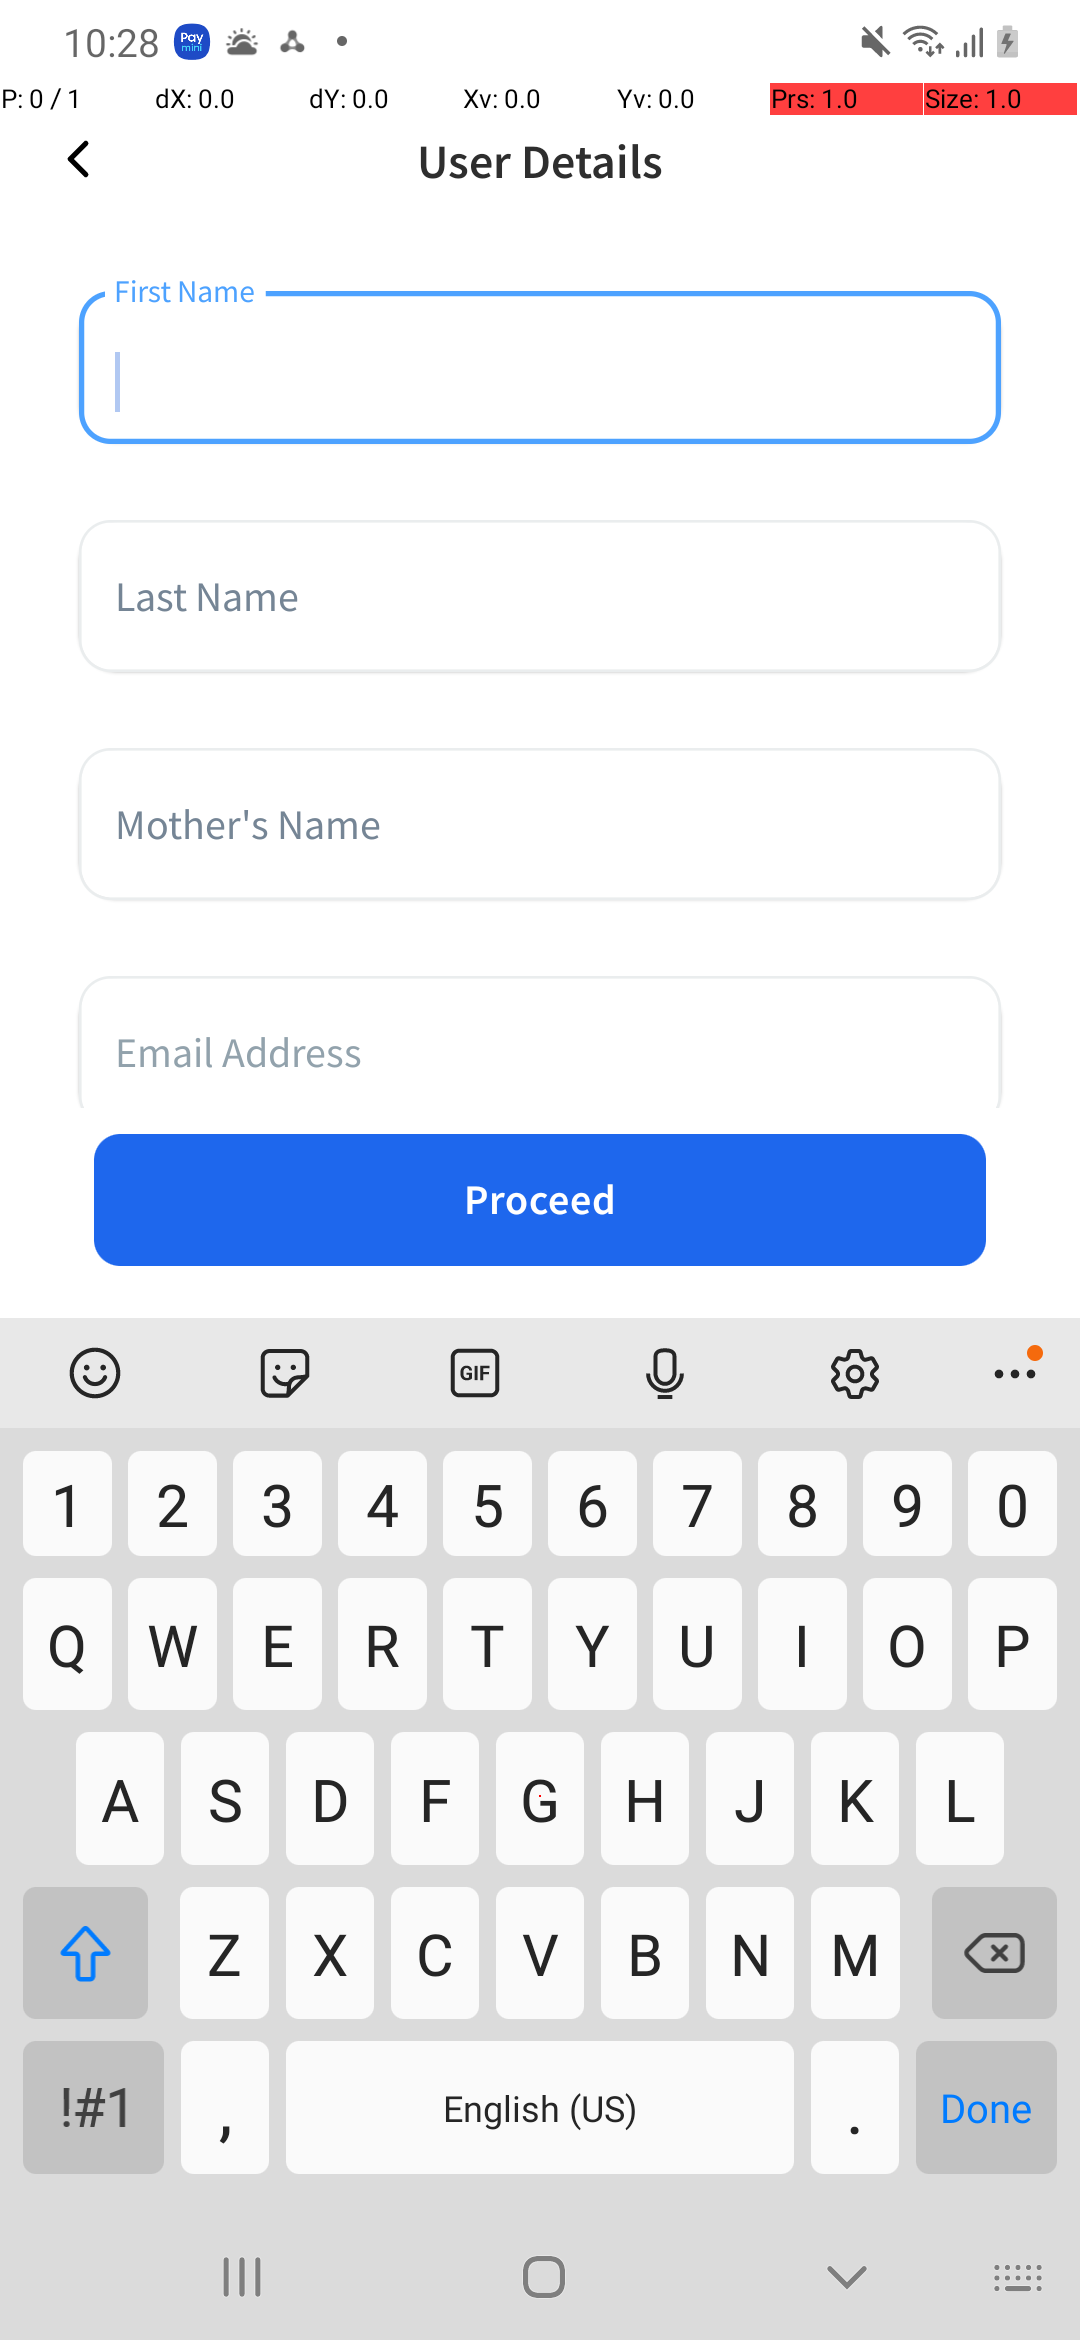 10:28 Pay mini
P: 0 / 1 dX: 0.0 dY: 0.0 Xv: 0.0 Yv: 0.0 Prs: 1.0 Size: 1.0
User Details
First Name
Last Name
Mother's Name
Email Address
Proceed
GIF
1 2 3 4 5 6 7 8 9 0
Q W E R T Y U I O P
A S D F G H J K L
Z X C V B N M
!#1 , English (US) . Done